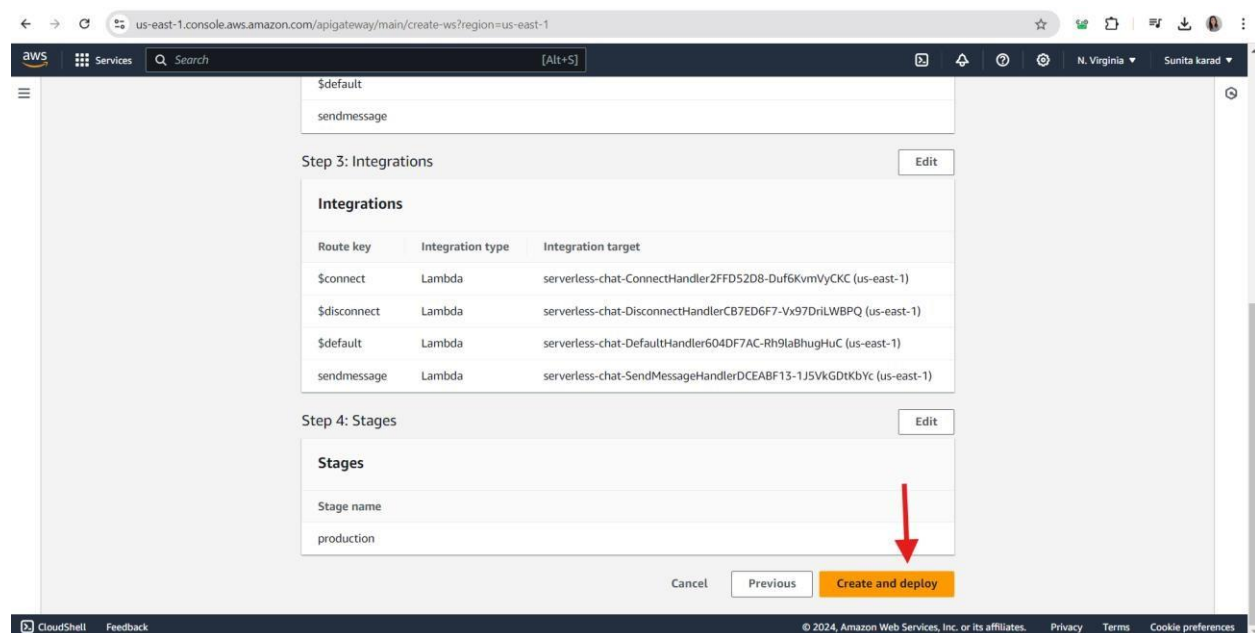 us-east-1.console.aws.amazon.com/apigateway/main/create-ws?region=us-east-1
aws Services Search [Alt+S] N. Virginia Sunita karad
$default
sendmessage
Step 3: Integrations Edit
Integrations
Route key Integration type Integration target
$connect Lambda serverless-chat-ConnectHandler2FFD52D8-Duf6KvmVyCKC (us-east-1)
$disconnect Lambda serverless-chat-DisconnectHandlerCB7ED6F7-Vx97DriLWBPQ (us-east-1)
$default Lambda serverless-chat-DefaultHandler604DF7AC-Rh9laBhugHuC (us-east-1)
sendmessage Lambda serverless-chat-SendMessageHandlerDCEABF13-1J5VkGDtKbYc (us-east-1)
Step 4: Stages Edit
Stages
Stage name
production
Cancel Previous Create and deploy
CloudShell Feedback © 2024, Amazon Web Services, Inc. or its affiliates. Privacy Terms Cookie preferences